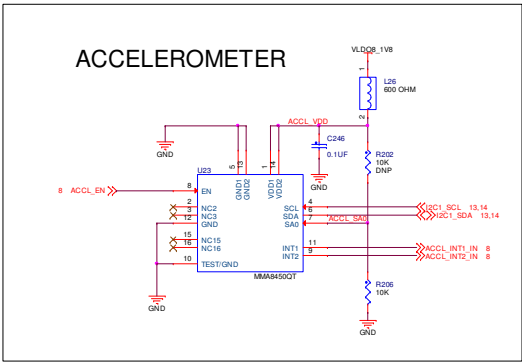 ACCELEROMETER
VLDO8_1V8
1
L26
600 OHM
2
ACCL_VDD
C246
0.1UF
GND
GND
R202
10K
DNP
U23
5
13
1
14
GND1
GND2
VDD1
VDD2
8 ACCL_EN
8
EN
2
NC2
3
NC3
12
GND
15
NC15
16
NC16
10
TEST/GND
SCL
4
I2C1_SCL 13,14
SDA
6
I2C1_SDA 13,14
SA0
7
ACCL_SA0
INT1
11
ACCL_INT1_IN 8
INT2
9
ACCL_INT2_IN 8
MMA8450QT
R206
10K
GND
GND